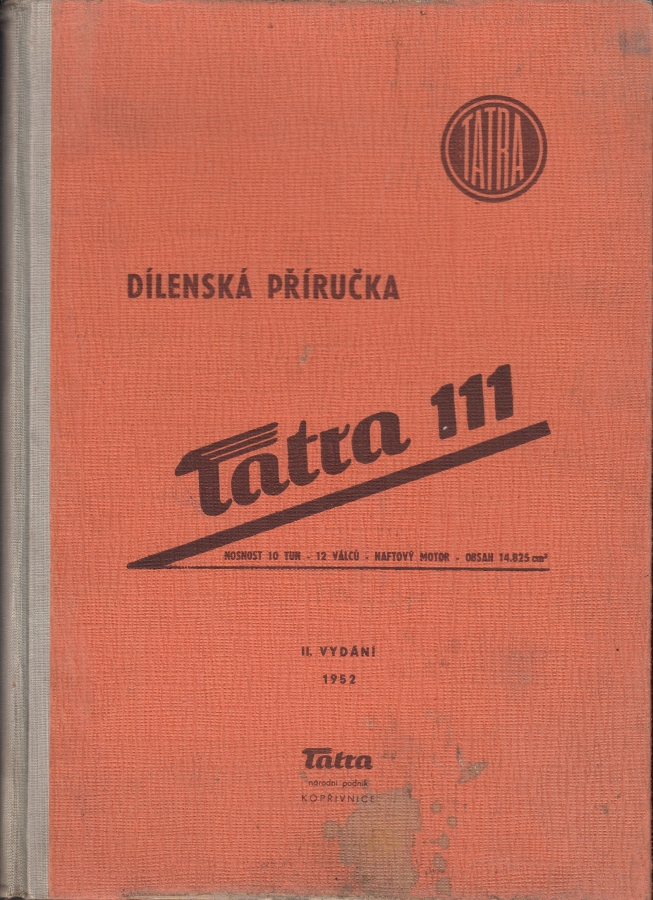 TATRA
DÍLENSKÁ PŘÍRUČKA
Tatra 111
NOSNOST 10 TUN - 12 VÁLCŮ - NAFTOVÝ MOTOR - OBSAH 14.825 cm³
II. VYDÁNÍ
1952
Tatra
národní podnik
KOPŘIVNICE